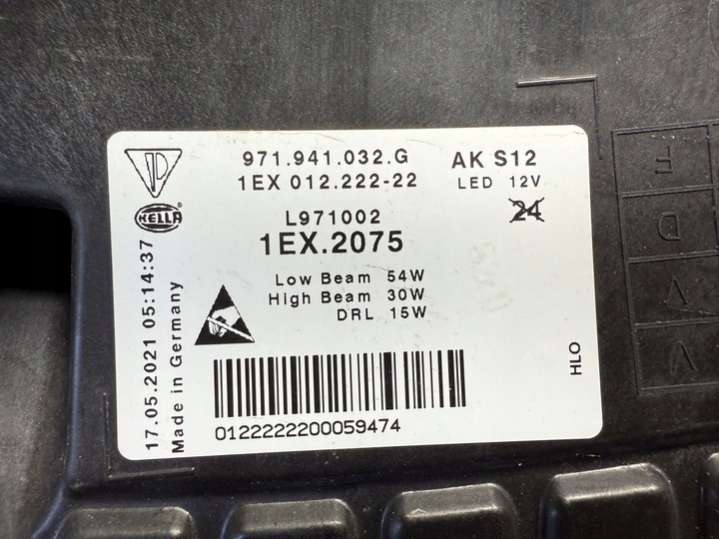 971.941.032.G
AK S12
1EX 012.222-22
LED 12V
HELLA
L971002
24
1EX.2075
Low Beam 54W
High Beam 30W
DRL 15W
0122222200059474
17.05.2021 05:14:37
Made in Germany
HLO
F
D
V
V